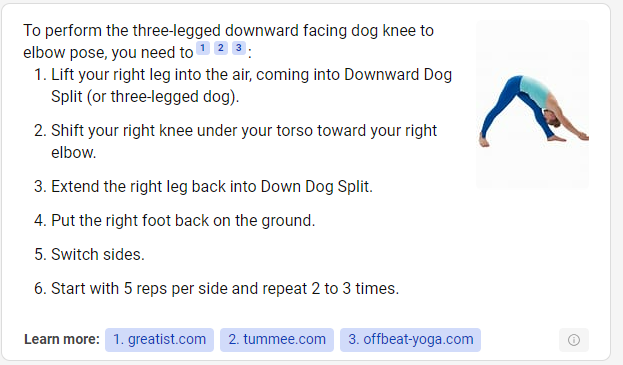 To perform the three-legged downward facing dog knee to
elbow pose, you need to 1 2 3 :
1. Lift your right leg into the air, coming into Downward Dog
Split (or three-legged dog).
2. Shift your right knee under your torso toward your right
elbow.
3. Extend the right leg back into Down Dog Split.
4. Put the right foot back on the ground.
5. Switch sides.
6. Start with 5 reps per side and repeat 2 to 3 times.
Learn more: 1. greatist.com 2. tummee.com 3. offbeat-yoga.com